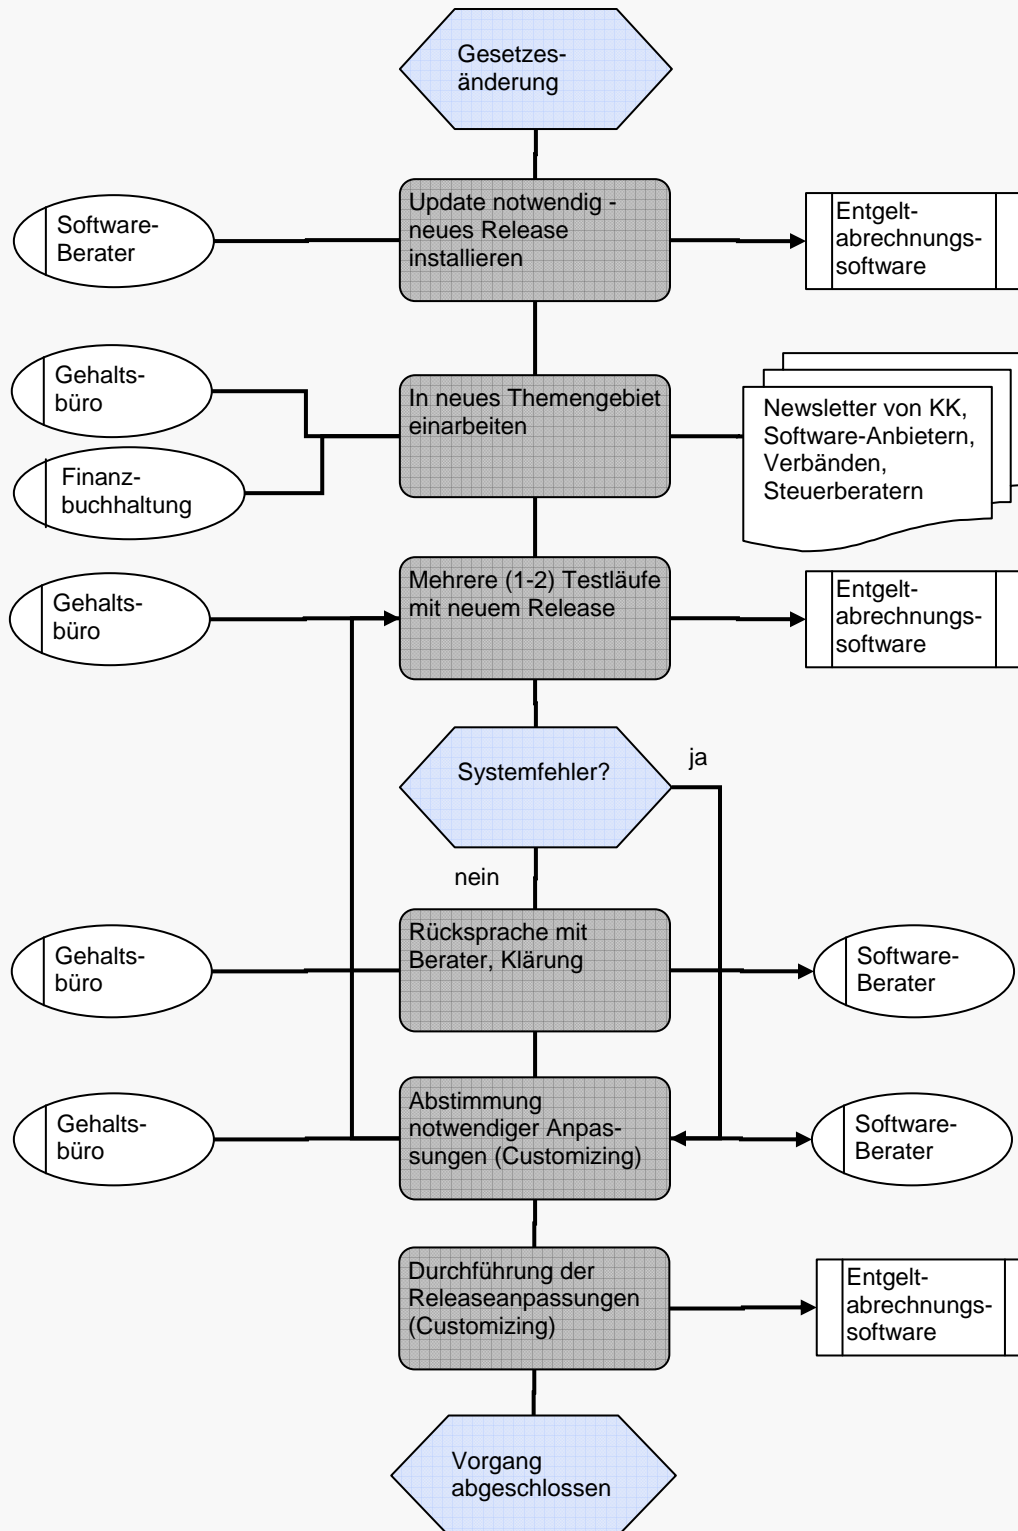 Gesetzes-
änderung
Software-
Berater
Update notwendig -
neues Release
installieren
Entgelt-
abrechnungs-
software
Gehalts-
büro
Finanz-
buchhaltung
In neues Themengebiet
einarbeiten
Newsletter von KK,
Software-Anbietern,
Verbänden,
Steuerberatern
Gehalts-
büro
Mehrere (1-2) Testläufe
mit neuem Release
Entgelt-
abrechnungs-
software
Systemfehler?
ja
nein
Gehalts-
büro
Rücksprache mit
Berater, Klärung
Software-
Berater
Gehalts-
büro
Abstimmung
notwendiger Anpas-
sungen (Customizing)
Software-
Berater
Durchführung der
Releaseanpassungen
(Customizing)
Entgelt-
abrechnungs-
software
Vorgang
abgeschlossen